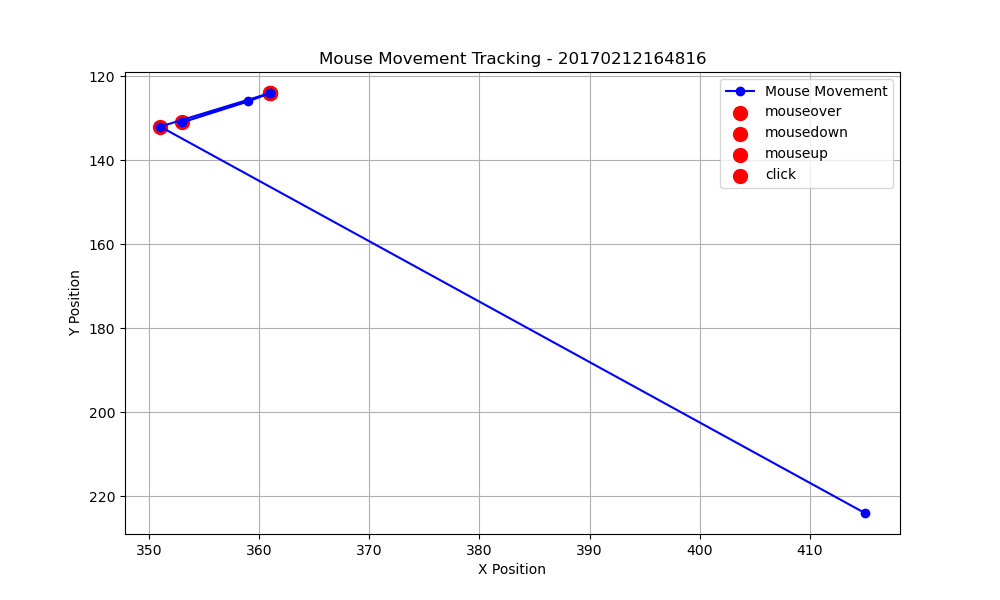 Mouse Movement Tracking - 20170212164816
Mouse Movement
mouseover
mousedown
mouseup
click
Y Position
120
140
160
180
200
220
350 360 370 380 390 400 410
X Position